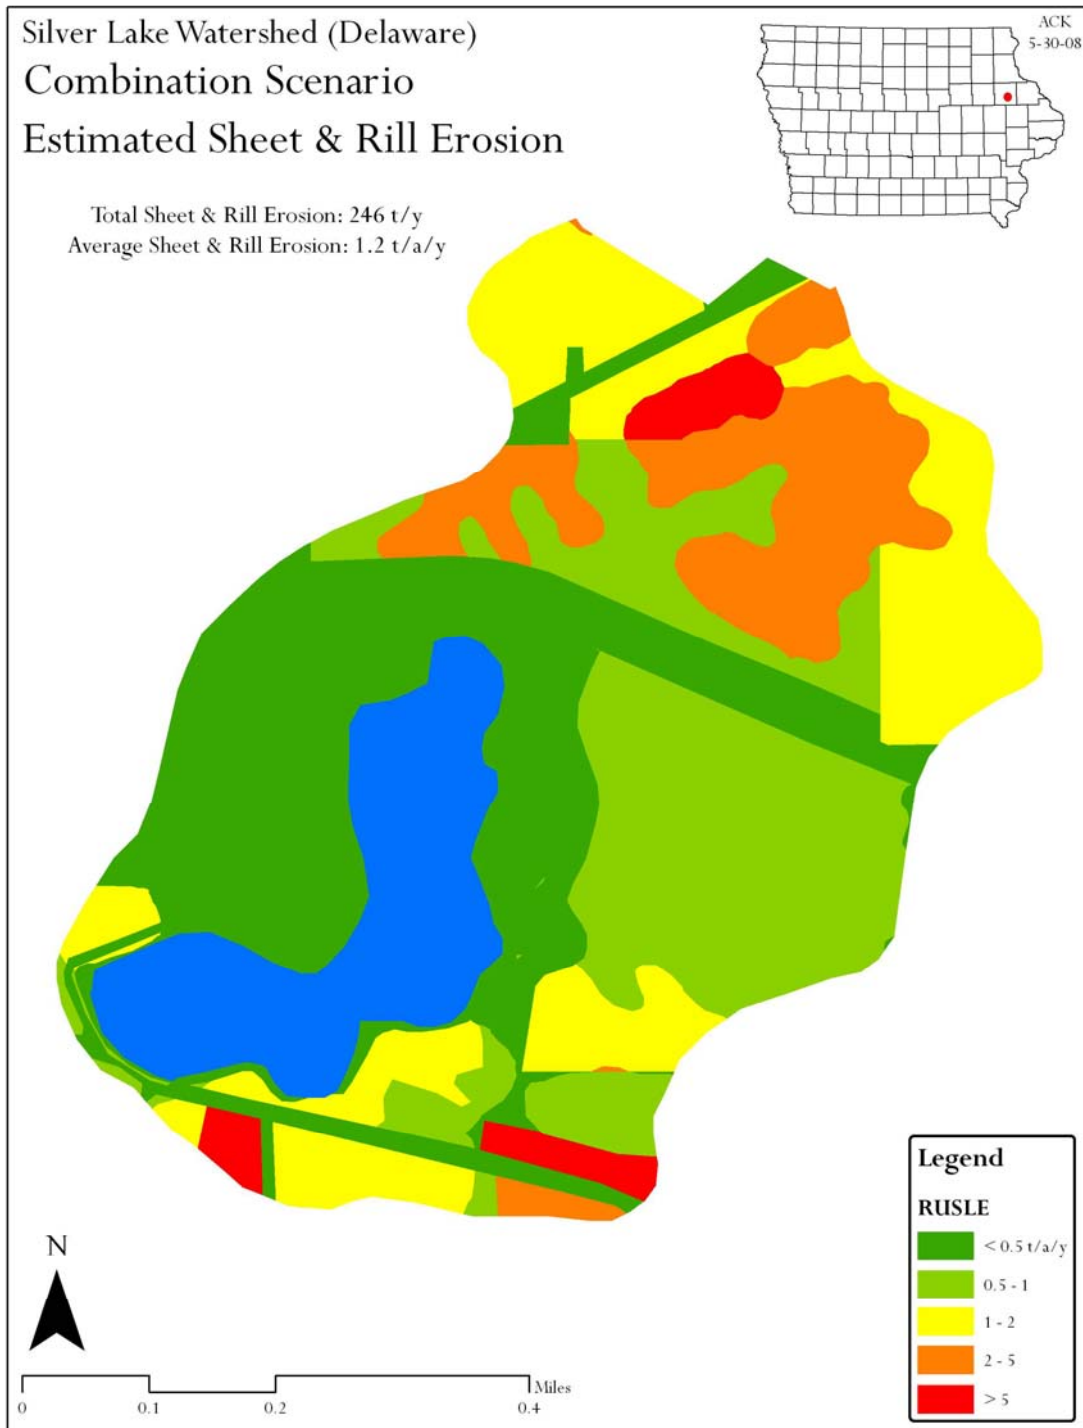 Silver Lake Watershed (Delaware)
Combination Scenario
Estimated Sheet & Rill Erosion
ACK
5-30-08
Total Sheet & Rill Erosion: 246 t/y
Average Sheet & Rill Erosion: 1.2 t/a/y
Legend
RUSLE
< 0.5 t/a/y
0.5 - 1
1 - 2
2 - 5
> 5
N
Miles
0 0.1 0.2 0.4